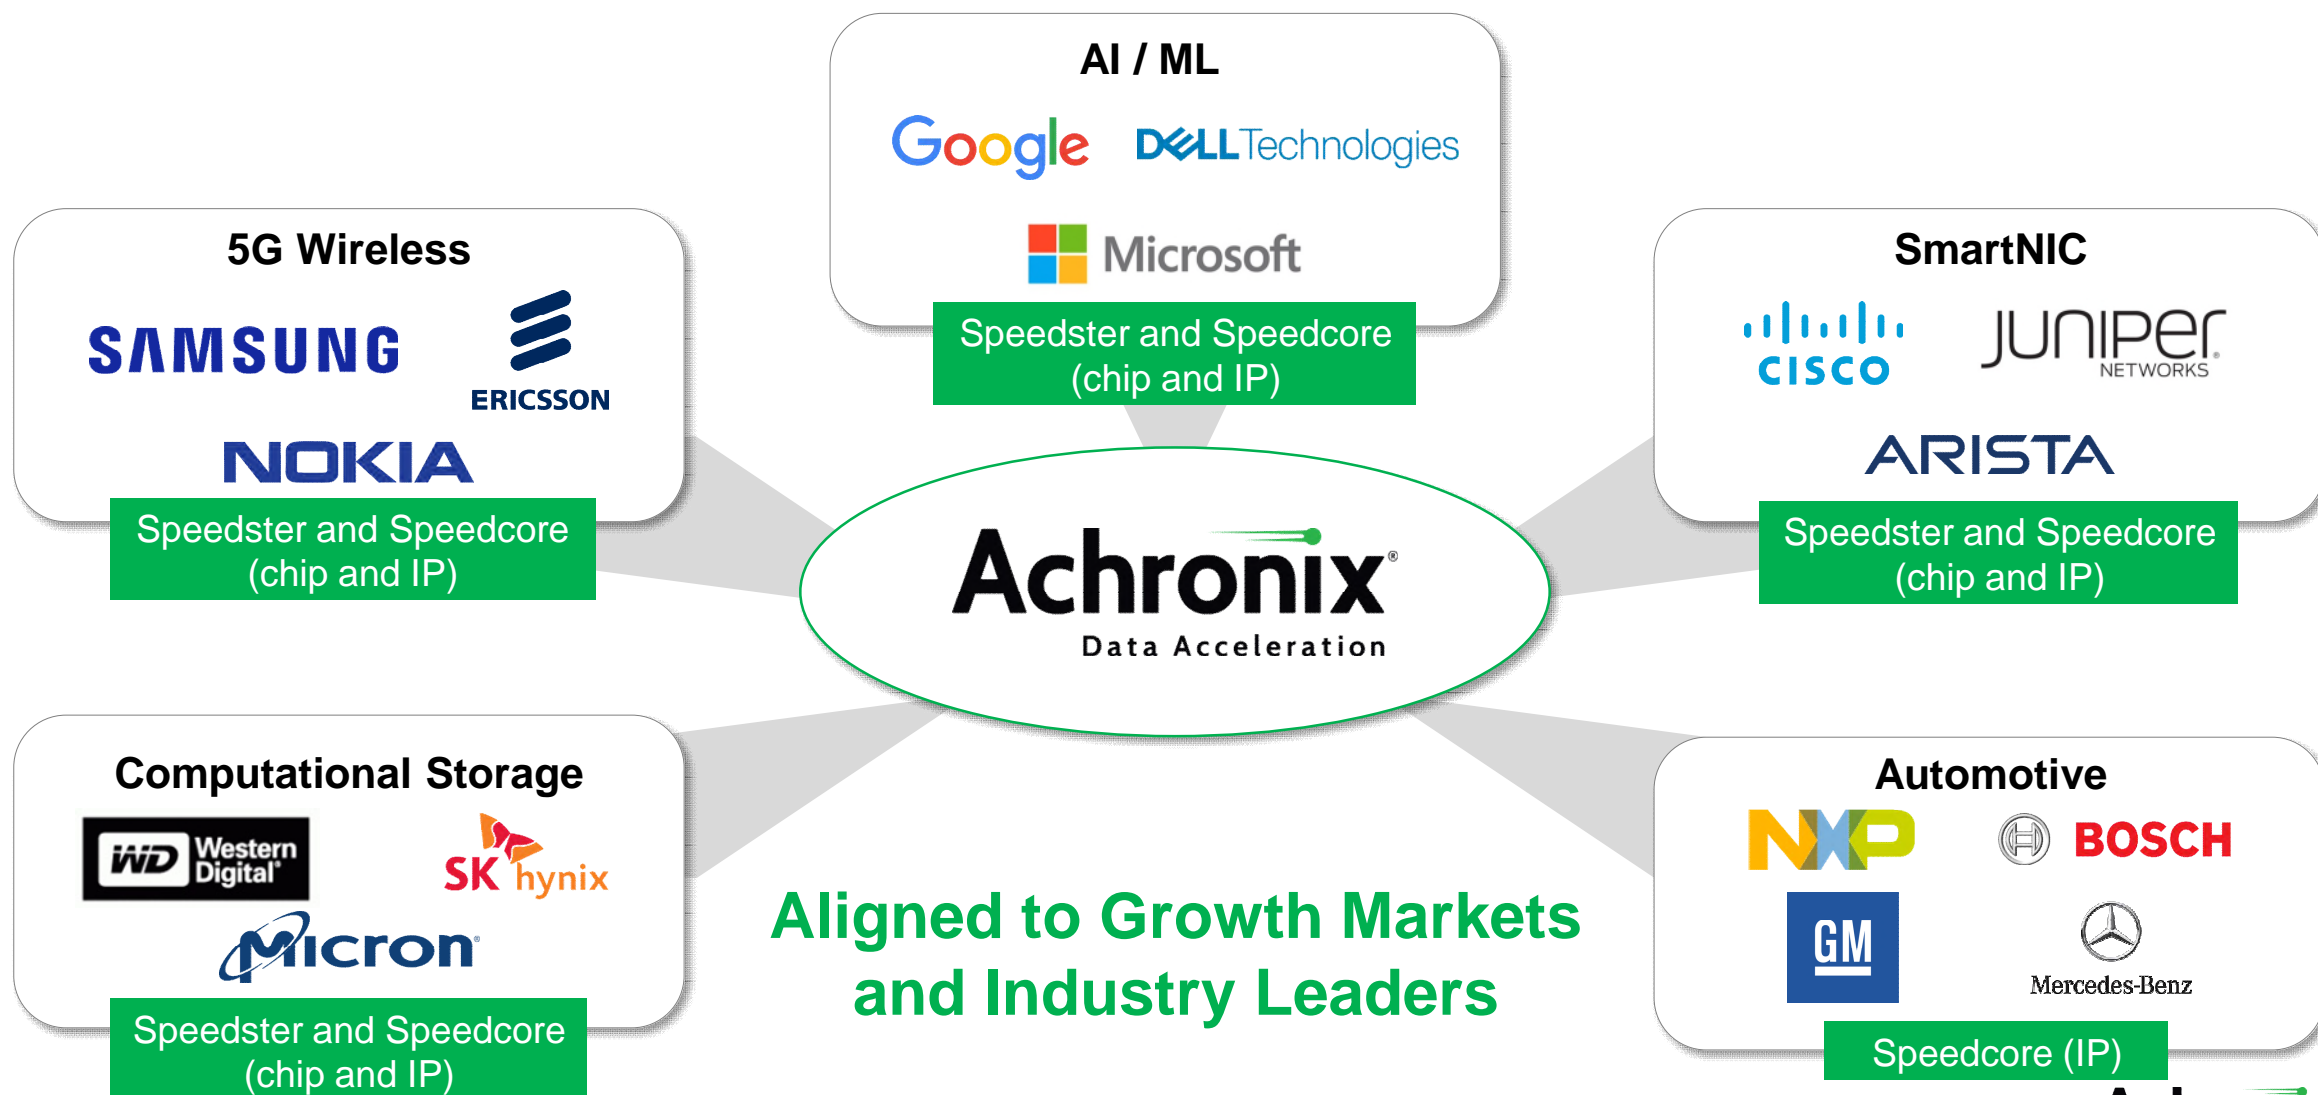 AI / ML
Google
DELLTechnologies
Microsoft
Speedster and Speedcore
(chip and IP)
5G Wireless
SAMSUNG
ERICSSON
NOKIA
Speedster and Speedcore
(chip and IP)
SmartNIC
CISCO
JUNIPER
NETWORKS
ARISTA
Speedster and Speedcore
(chip and IP)
Achronix®
Data Acceleration
Computational Storage
WD Western
Digital®
SK hynix
Micron
Speedster and Speedcore
(chip and IP)
Aligned to Growth Markets
and Industry Leaders
Automotive
NXP
BOSCH
GM
Mercedes-Benz
Speedcore (IP)